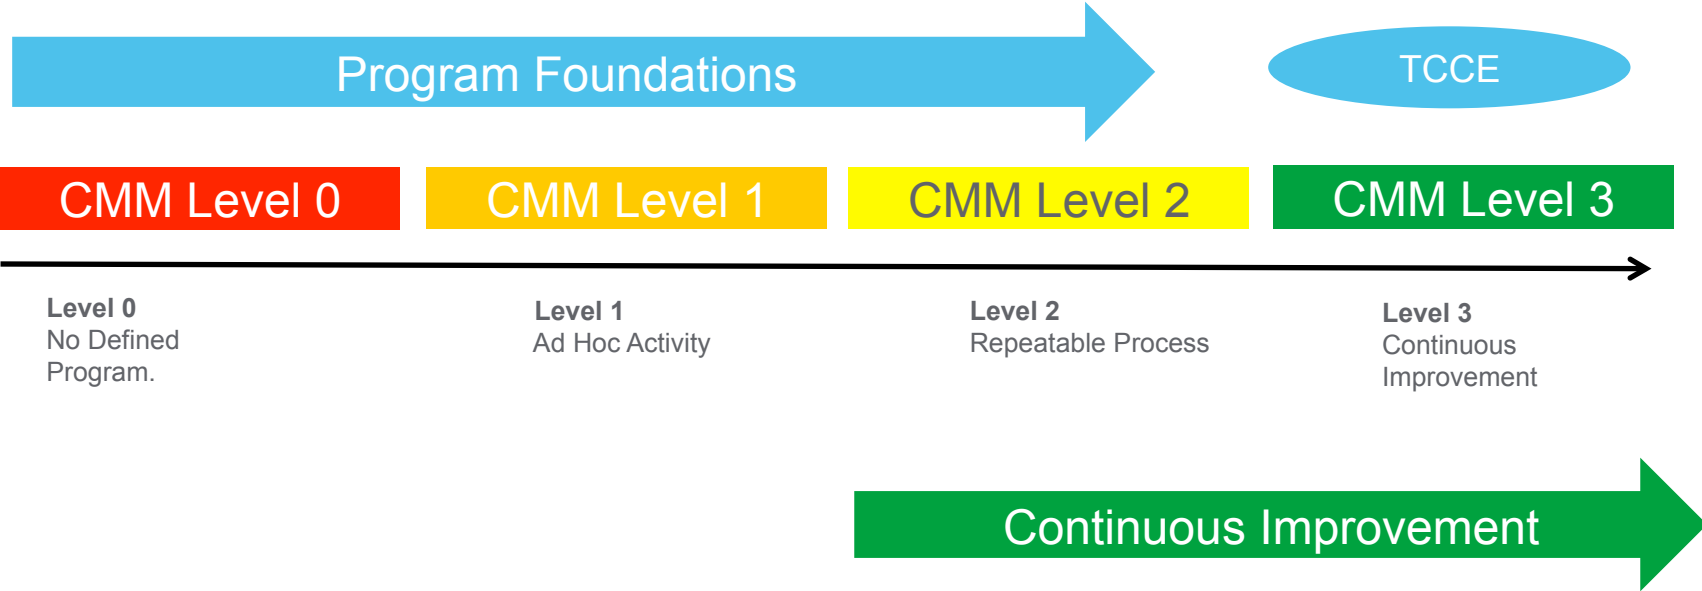 Program Foundations
TCCE
CMM Level 0
CMM Level 1
CMM Level 2
CMM Level 3
Level 0
No Defined
Program.
Level 1
Ad Hoc Activity
Level 2
Repeatable Process
Level 3
Continuous
Improvement
Continuous Improvement